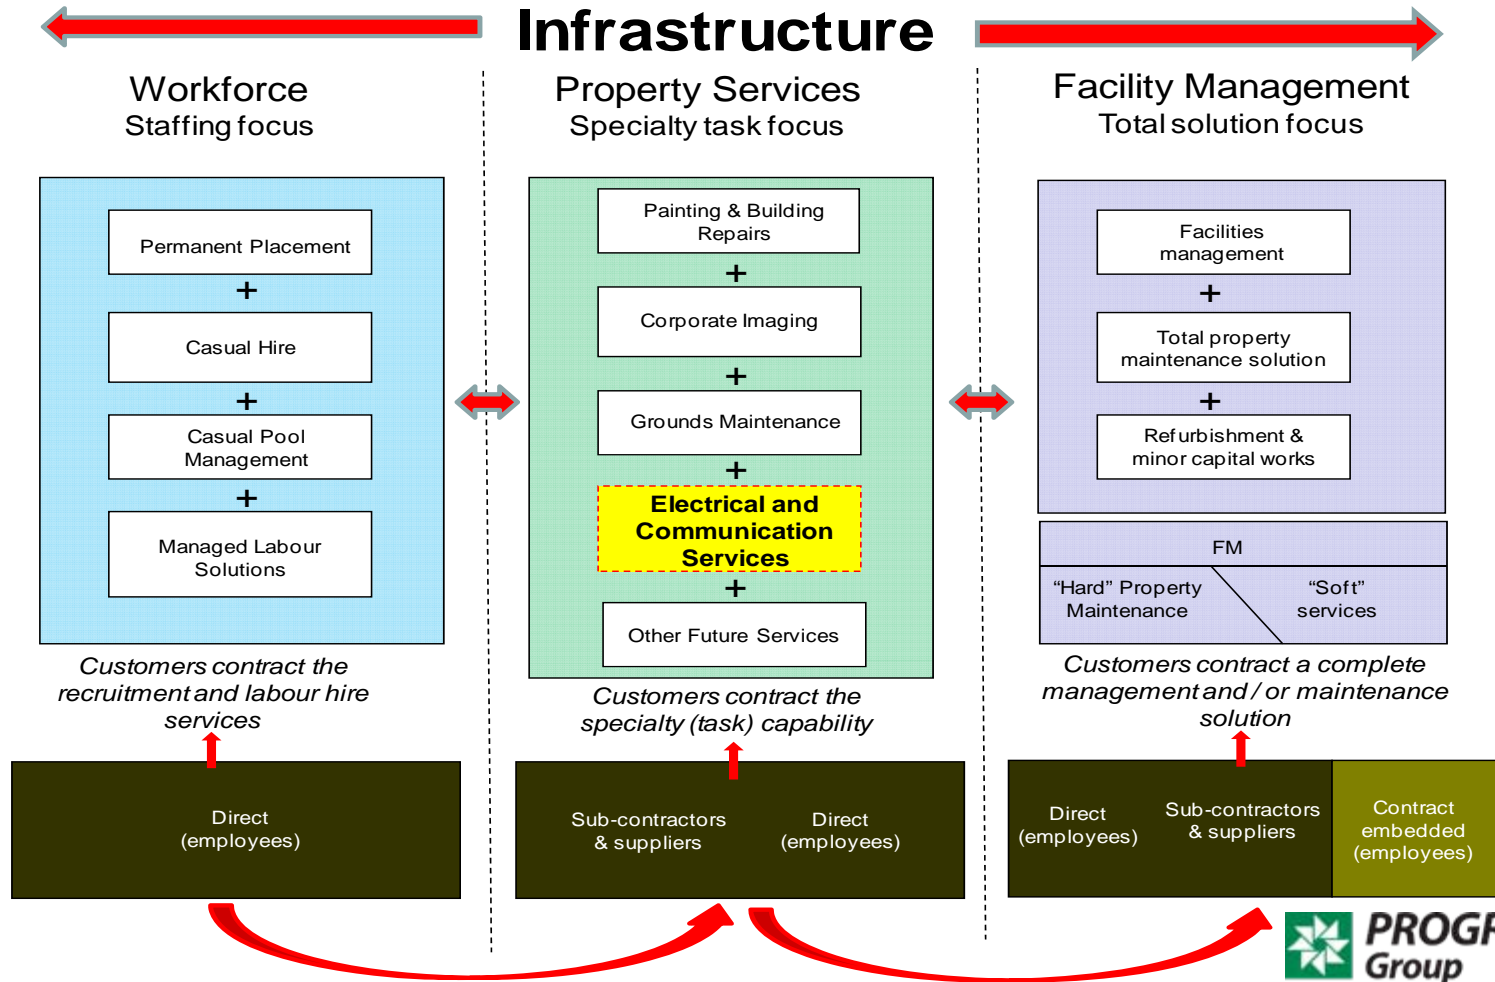 Infrastructure
Workforce
Staffing focus
Permanent Placement
+
Casual Hire
+
Casual Pool
Management
+
Managed Labour
Solutions
Customers contract the
recruitment and labour hire
services
Direct
(employees)
Property Services
Specialty task focus
Painting & Building
Repairs
+
Corporate Imaging
+
Grounds Maintenance
+
Electrical and
Communication
Services
+
Other Future Services
Customers contract the
specialty (task) capability
Sub-contractors
& suppliers
Direct
(employees)
Facility Management
Total solution focus
Facilities
management
+
Total property
maintenance solution
+
Refurbishment &
minor capital works
FM
“Hard” Property
Maintenance
“Soft”
services
Customers contract a complete
management and / or maintenance
solution
Direct
(employees)
Sub-contractors
& suppliers
Contract
embedded
(employees)
Group